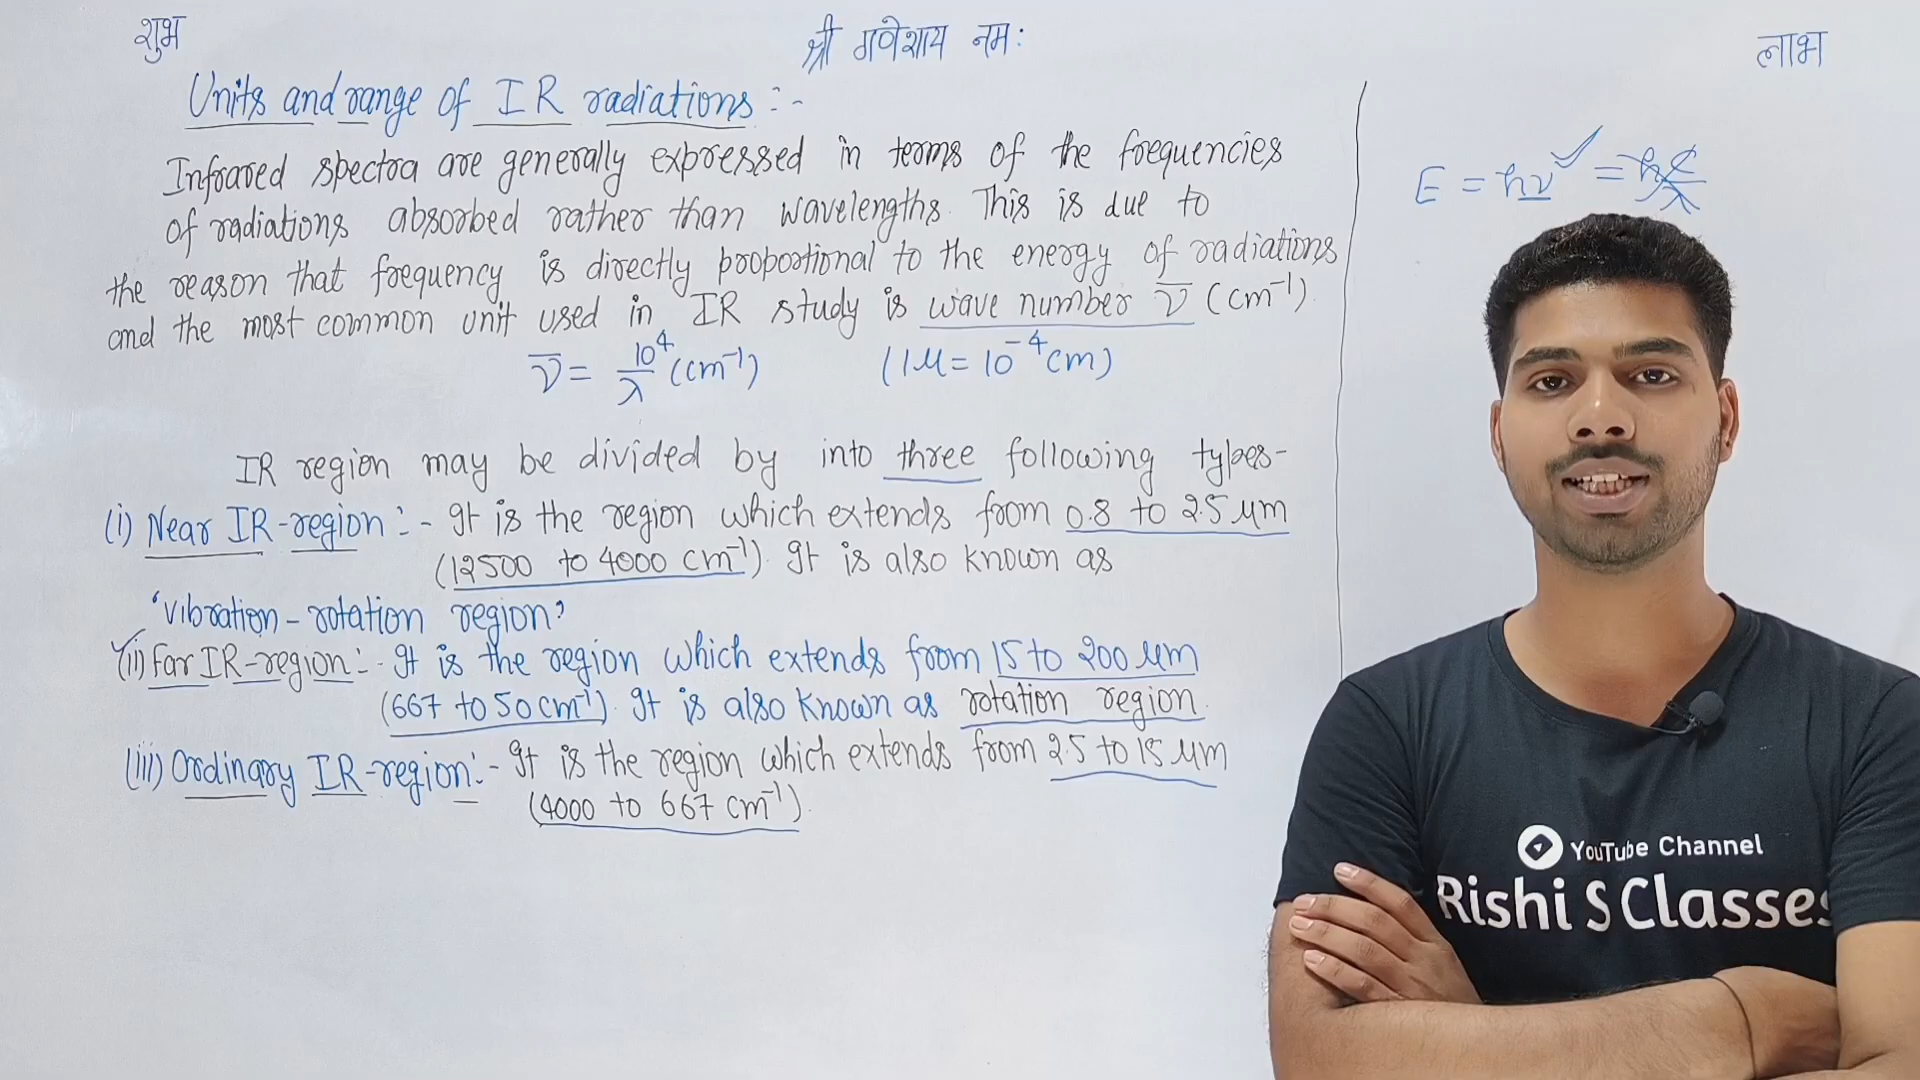 शुभ
श्री गणेशाय नमः
लाभ
Units and range of IR radiations :-
Infrared spectra are generally expressed in terms of the frequencies
of radiations absorbed rather than wavelengths. This is due to
the reason that frequency is directly proportional to the energy of radiations
and the most common unit used in IR study is wave number ν̅ (cm⁻¹).
ν̅ = 10⁴/λ (cm⁻¹) (1μ = 10⁻⁴cm)
IR region may be divided by into three following types-
(i) Near IR-region :- It is the region which extends from 0.8 to 2.5 μm
(12500 to 4000 cm⁻¹). It is also known as
'Vibration-rotation region'
(ii) Far IR-region :- It is the region which extends from 15 to 200 μm
(667 to 50 cm⁻¹). It is also known as rotation region.
(iii) Ordinary IR-region :- It is the region which extends from 2.5 to 15 μm
(4000 to 667 cm⁻¹).
E = hν = hc/λ
YouTube Channel
Rishi S Classes